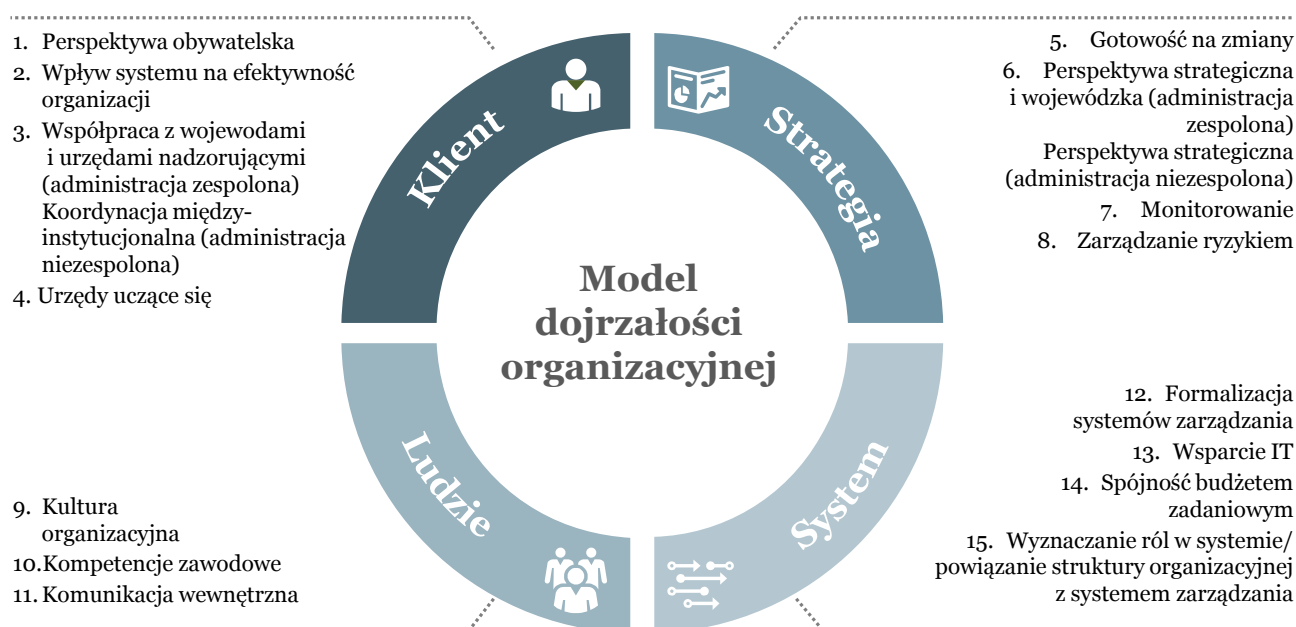 1. Perspektywa obywatelska
2. Wpływ systemu na efektywność
organizacji
3. Współpraca z wojewodami
i urzędami nadzorującymi
(administracja zespolona)
Koordynacja między-
instytucjonalna (administracja
niezespolona)
4. Urzędy uczące się
Klient
Strategia
5. Gotowość na zmiany
6. Perspektywa strategiczna
i wojewódzka (administracja
zespolona)
Perspektywa strategiczna
(administracja niezespolona)
7. Monitorowanie
8. Zarządzanie ryzykiem
Model
dojrzałości
organizacyjnej
Ludzie
System
9. Kultura
organizacyjna
10.Kompetencje zawodowe
11. Komunikacja wewnętrzna
12. Formalizacja
systemów zarządzania
13. Wsparcie IT
14. Spójność budżetem
zadaniowym
15. Wyznaczanie ról w systemie/
powiązanie struktury organizacyjnej
z systemem zarządzania